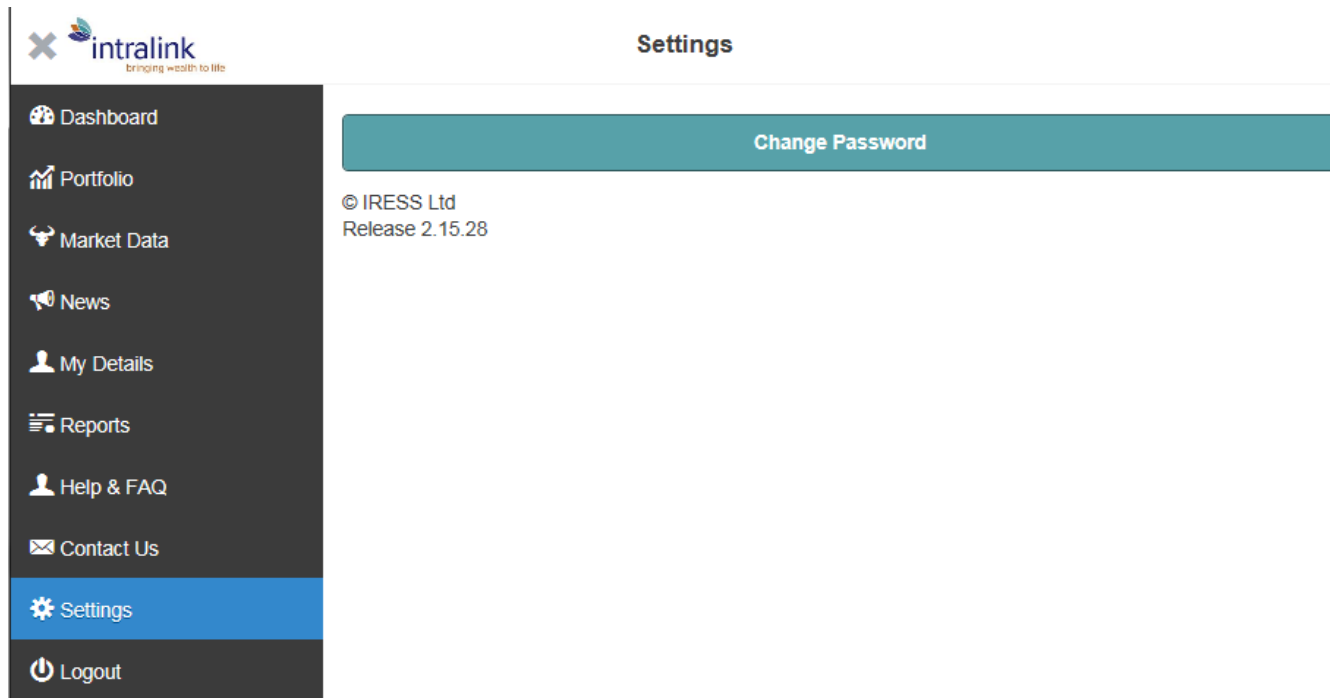 intralink
bringing wealth to life
Settings
Dashboard
Portfolio
Market Data
News
My Details
Reports
Help & FAQ
Contact Us
Settings
Logout
Change Password
© IRESS Ltd
Release 2.15.28